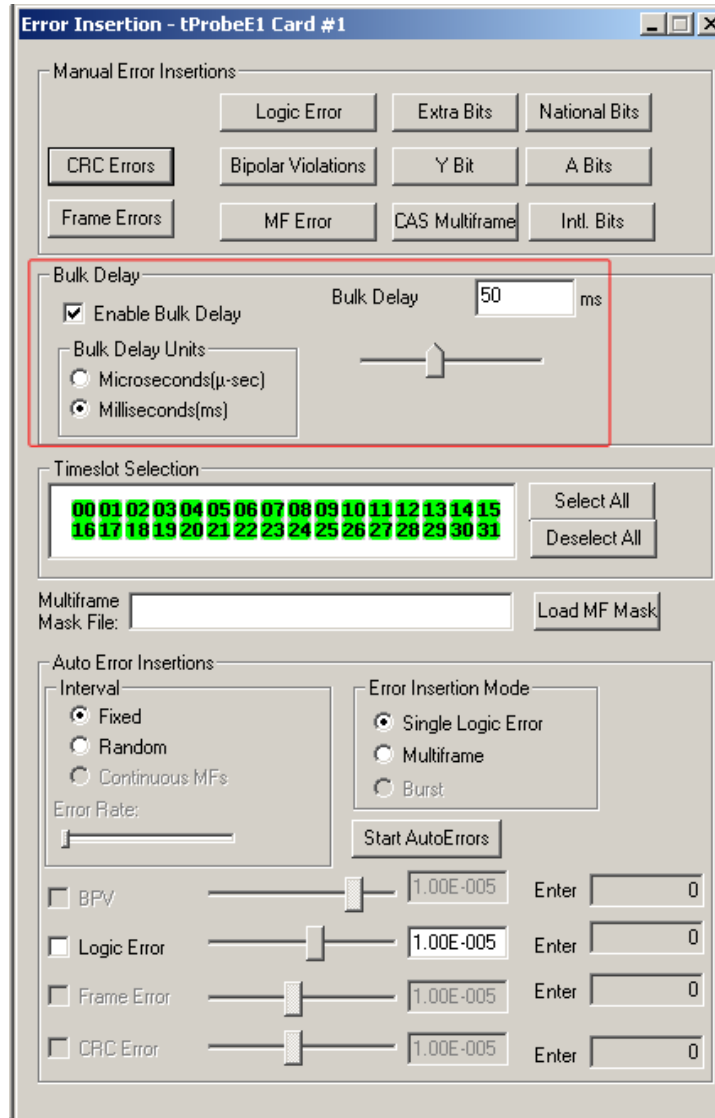 Error Insertion - tProbeE1 Card #1
Manual Error Insertions
Logic Error Extra Bits National Bits
CRC Errors Bipolar Violations Y Bit A Bits
Frame Errors MF Error CAS Multiframe Intl. Bits
Bulk Delay
Enable Bulk Delay Bulk Delay 50 ms
Bulk Delay Units
Microseconds(µ-sec)
Milliseconds(ms)
Timeslot Selection
00 01 02 03 04 05 06 07 08 09 10 11 12 13 14 15 Select All
16 17 18 19 20 21 22 23 24 25 26 27 28 29 30 31 Deselect All
Multiframe
Mask File: Load MF Mask
Auto Error Insertions
Interval Error Insertion Mode
Fixed Single Logic Error
Random Multiframe
Continuous MFs Burst
Error Rate:
Start AutoErrors
BPV 1.00E-005 Enter 0
Logic Error 1.00E-005 Enter 0
Frame Error 1.00E-005 Enter 0
CRC Error 1.00E-005 Enter 0